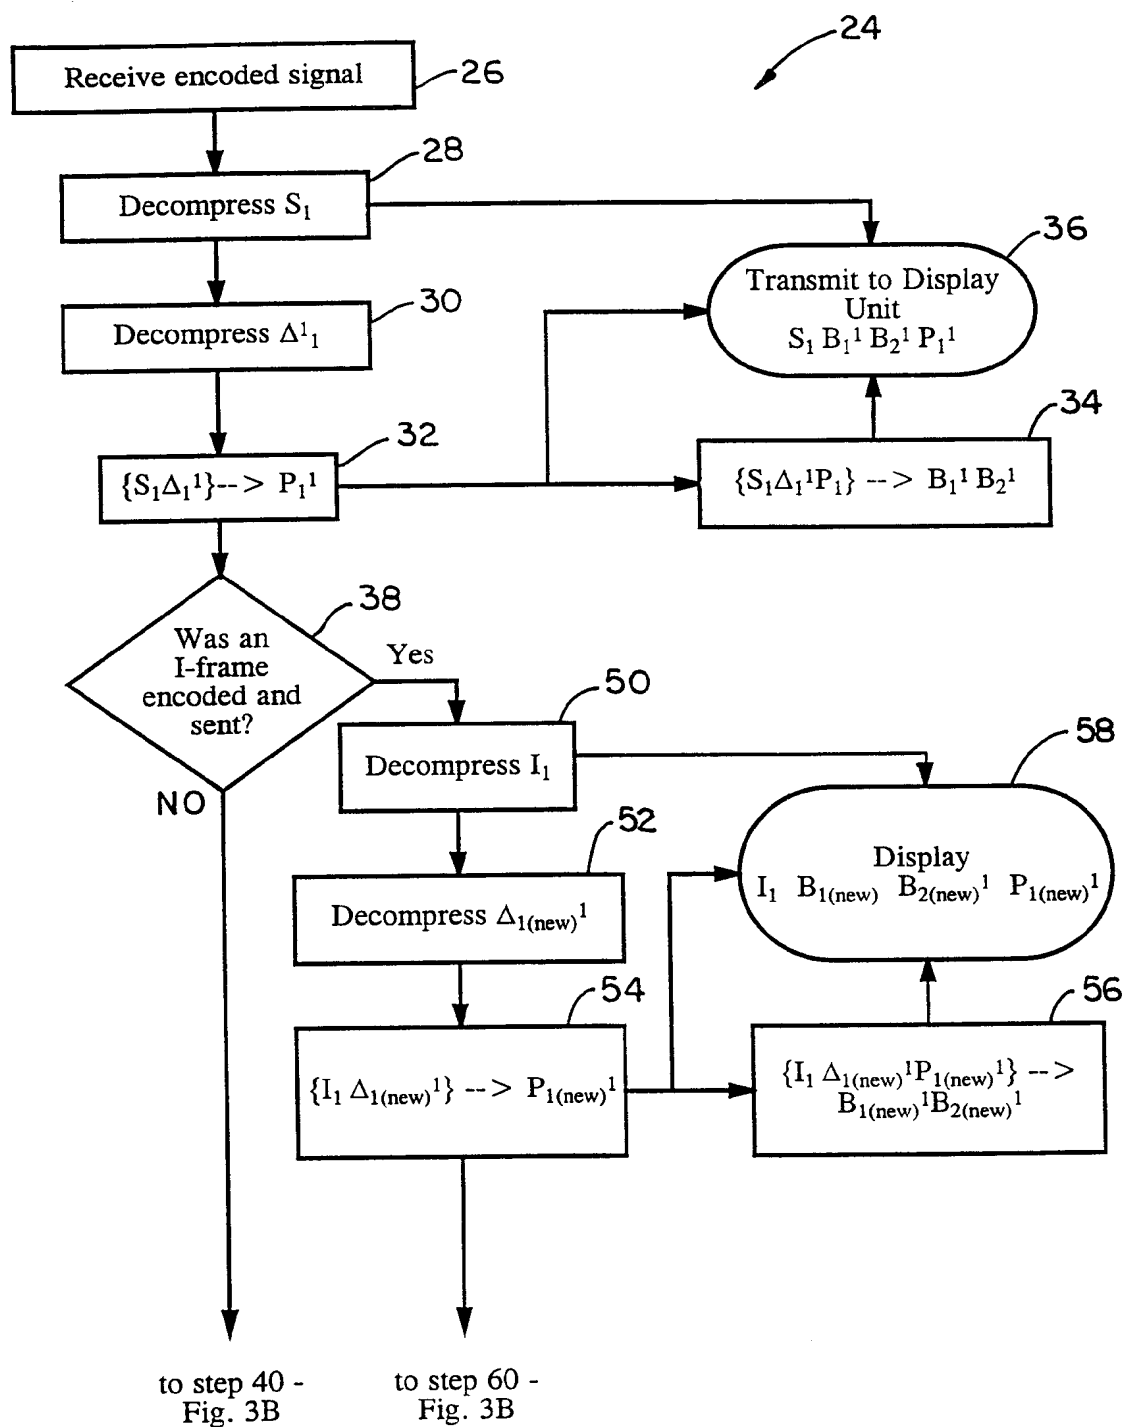 24
Receive encoded signal
26
28
Decompress S₁
36
Transmit to Display
Unit
S₁ B₁¹ B₂¹ P₁¹
30
Decompress Δ¹₁
34
32
{S₁Δ₁¹}--> P₁¹
{S₁Δ₁¹P₁} --> B₁¹ B₂¹
38
Was an
I-frame
encoded and
sent?
Yes
NO
50
Decompress I₁
58
Display
I₁ B₁₍new₎ B₂₍new₎¹ P₁₍new₎¹
52
Decompress Δ₁₍new₎¹
54
{I₁ Δ₁₍new₎¹} --> P₁₍new₎¹
56
{I₁ Δ₁₍new₎¹P₁₍new₎¹} -->
B₁₍new₎¹B₂₍new₎¹
to step 40 -
Fig. 3B
to step 60 -
Fig. 3B